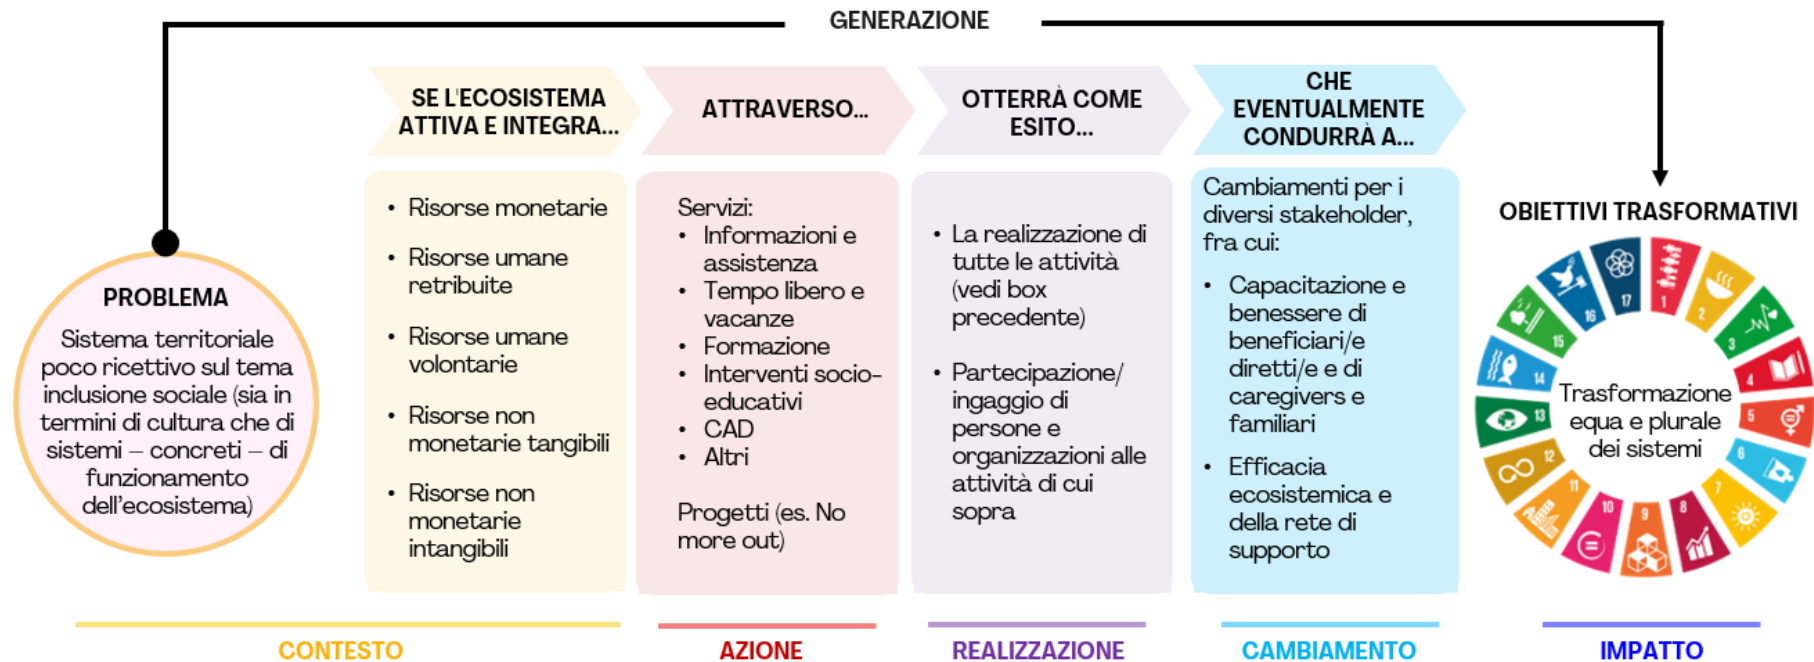 GENERAZIONE
SE L'ECOSISTEMA
ATTIVA E INTEGRA...
ATTRAVERSO...
OTTERRÀ COME
ESITO...
CHE
EVENTUALMENTE
CONDURRÀ A...
PROBLEMA
Sistema territoriale
poco ricettivo sul tema
inclusione sociale (sia in
termini di cultura che di
sistemi – concreti – di
funzionamento
dell'ecosistema)
• Risorse monetarie
• Risorse umane
retribuite
• Risorse umane
volontarie
• Risorse non
monetarie tangibili
• Risorse non
monetarie
intangibili
Servizi:
• Informazioni e
assistenza
• Tempo libero e
vacanze
• Formazione
• Interventi socio-
educativi
• CAD
• Altri
Progetti (es. No
more out)
• La realizzazione di
tutte le attività
(vedi box
precedente)
• Partecipazione/
ingaggio di
persone e
organizzazioni alle
attività di cui
sopra
Cambiamenti per i
diversi stakeholder,
fra cui:
• Capacitazione e
benessere di
beneficiari/e
diretti/e e di
caregivers e
familiari
• Efficacia
ecosistemica e
della rete di
supporto
OBIETTIVI TRASFORMATIVI
1
2
3
4
5
6
7
8
9
10
11
12
13
14
15
16
17
Trasformazione
equa e plurale
dei sistemi
CONTESTO
AZIONE
REALIZZAZIONE
CAMBIAMENTO
IMPATTO